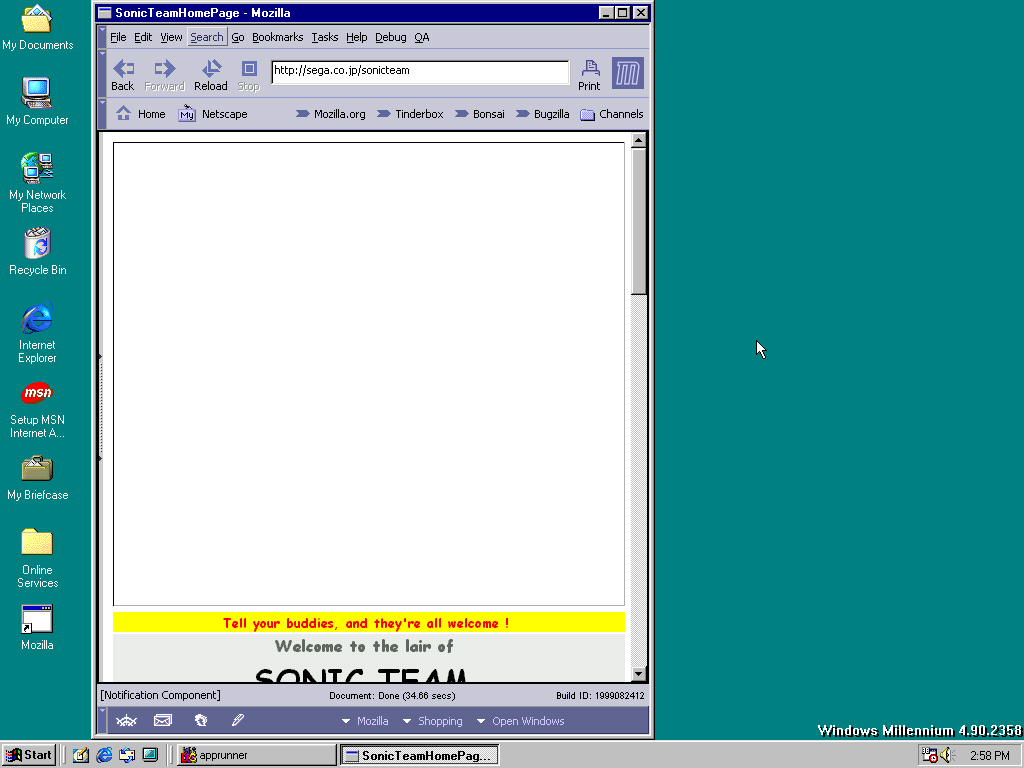 SonicTeamHomePage - Mozilla
File Edit View Search Go Bookmarks Tasks Help Debug QA
Back Forward Reload Stop http://sega.co.jp/sonicteam Print
Home My Netscape Mozilla.org Tinderbox Bonsai Bugzilla Channels
My Documents
My Computer
My Network
Places
Recycle Bin
Internet
Explorer
msn
Setup MSN
Internet A...
My Briefcase
Online
Services
Mozilla
Tell your buddies, and they're all welcome !
Welcome to the lair of
SONIC TEAM
[Notification Component] Document: Done (34.66 secs) Build ID: 1999082412
Mozilla Shopping Open Windows
Windows Millennium 4.90.2358
Start apprunner SonicTeamHomePag... 2:58 PM